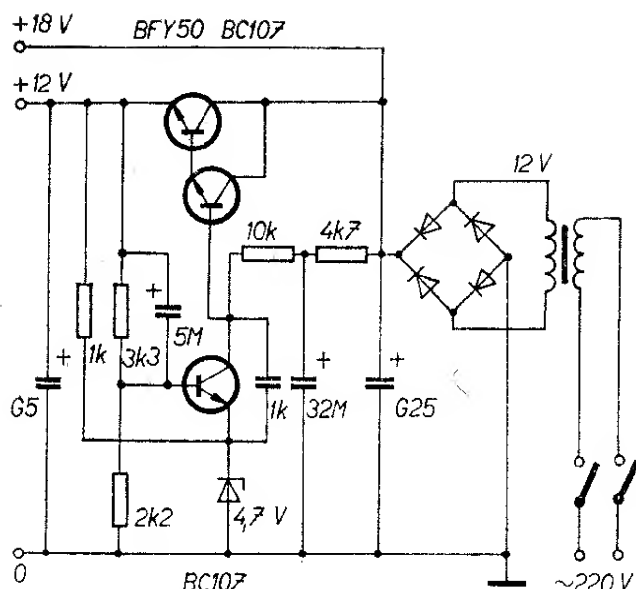 +18 V
BFY50 BC107
+12 V
12 V
10k
4k7
5M
1k
3k3
1k
32M
G25
G5
2k2
4,7 V
0
BC107
~220 V